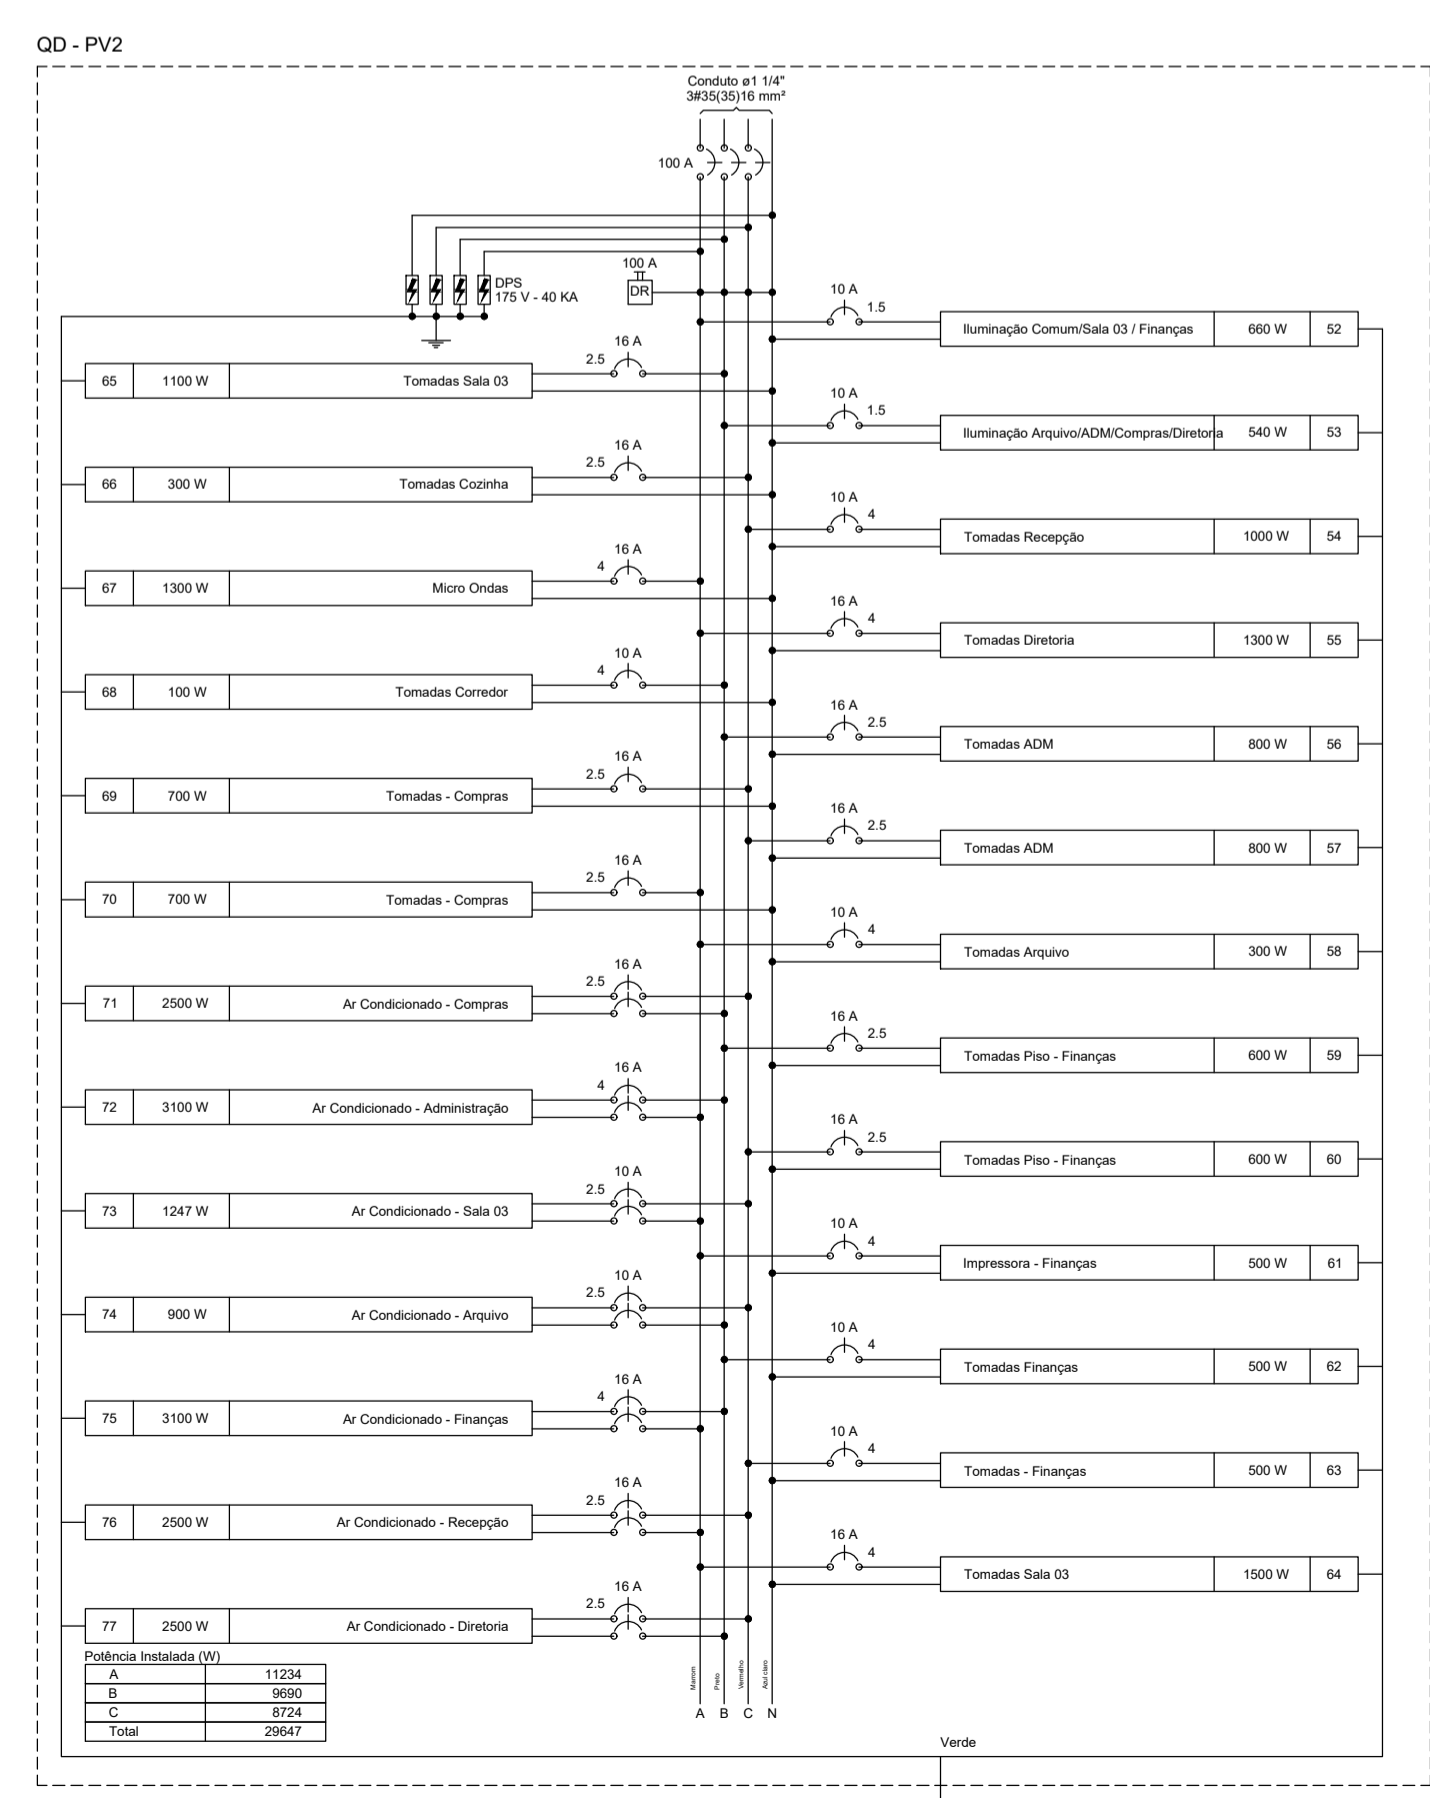 QD - PV2
Conduto ø1 1/4"
3#35(35)16 mm²
100 A
DPS
175 V - 40 KA
100 A
DR
10 A
1.5
Iluminação Comum/Sala 03 / Finanças 660 W 52
16 A
2.5
65 1100 W Tomadas Sala 03
10 A
1.5
Iluminação Arquivo/ADM/Compras/Diretoria 540 W 53
16 A
2.5
66 300 W Tomadas Cozinha
10 A
4
Tomadas Recepção 1000 W 54
16 A
4
67 1300 W Micro Ondas
16 A
4
Tomadas Diretoria 1300 W 55
10 A
4
68 100 W Tomadas Corredor
16 A
2.5
Tomadas ADM 800 W 56
16 A
2.5
69 700 W Tomadas - Compras
16 A
2.5
Tomadas ADM 800 W 57
16 A
2.5
70 700 W Tomadas - Compras
10 A
4
Tomadas Arquivo 300 W 58
16 A
2.5
71 2500 W Ar Condicionado - Compras
16 A
2.5
Tomadas Piso - Finanças 600 W 59
16 A
4
72 3100 W Ar Condicionado - Administração
16 A
2.5
Tomadas Piso - Finanças 600 W 60
10 A
2.5
73 1247 W Ar Condicionado - Sala 03
10 A
4
Impressora - Finanças 500 W 61
10 A
2.5
74 900 W Ar Condicionado - Arquivo
10 A
4
Tomadas Finanças 500 W 62
16 A
4
75 3100 W Ar Condicionado - Finanças
10 A
4
Tomadas - Finanças 500 W 63
16 A
2.5
76 2500 W Ar Condicionado - Recepção
16 A
4
Tomadas Sala 03 1500 W 64
16 A
2.5
77 2500 W Ar Condicionado - Diretoria
Potência Instalada (W)
A 11234
B 9690
C 8724
Total 29647
Marrom
Preto
Vermelho
Azul claro
A B C N
Verde